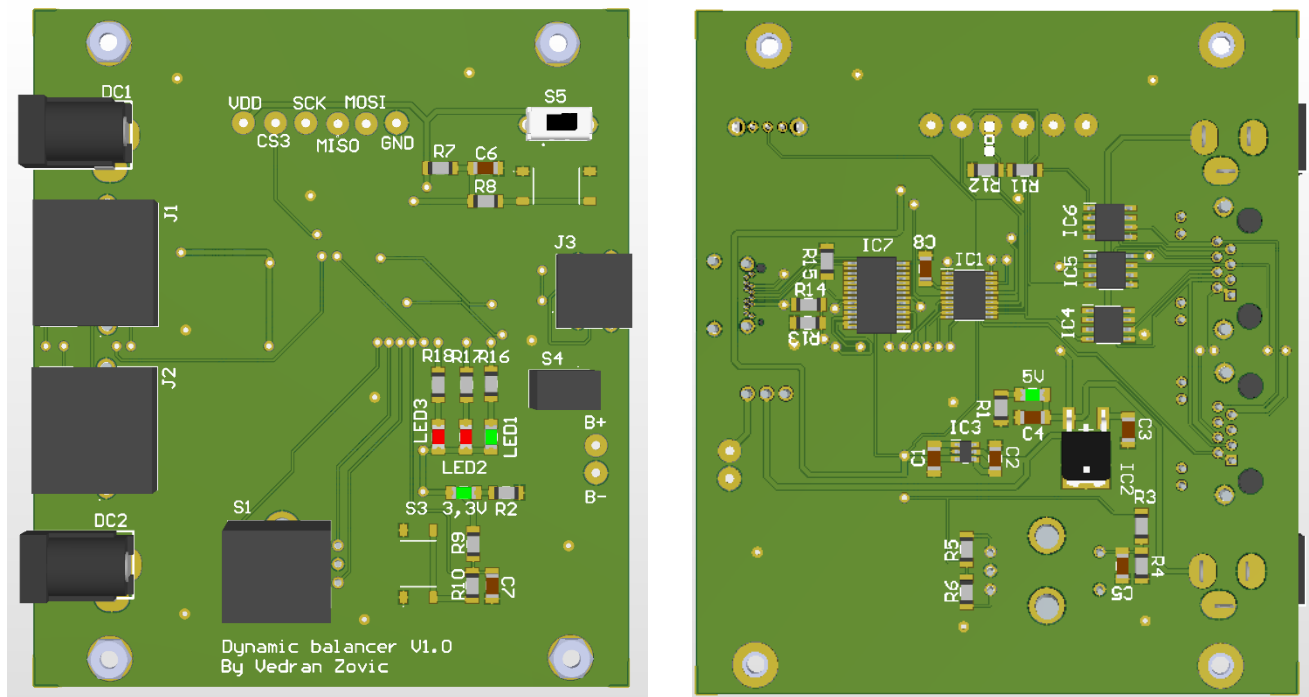 DC1
VDD
SCK
MOSI
CS3
MISO
GND
S5
R7
C6
R8
J1
J3
J2
R18
R17
R16
S4
LED3
LED1
LED2
B+
B-
S1
S3
3,3V
R2
DC2
R9
R10
C7
Dynamic balancer V1.0
By Vedran Zovic
R12
R11
IC6
IC7
C8
IC1
R15
IC5
R14
R13
IC4
5V
R1
C4
IC3
C3
C1
C2
IC2
R3
R5
R4
R6
C5